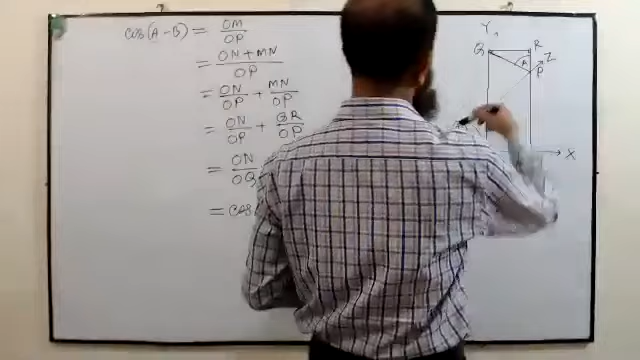 cos(A-B) = OM/OP
= ON+MN/OP
= ON/OP + MN/OP
= ON/OP + QR/OP
= ON/OQ
= cos
Y
Q R
A Z
P
X